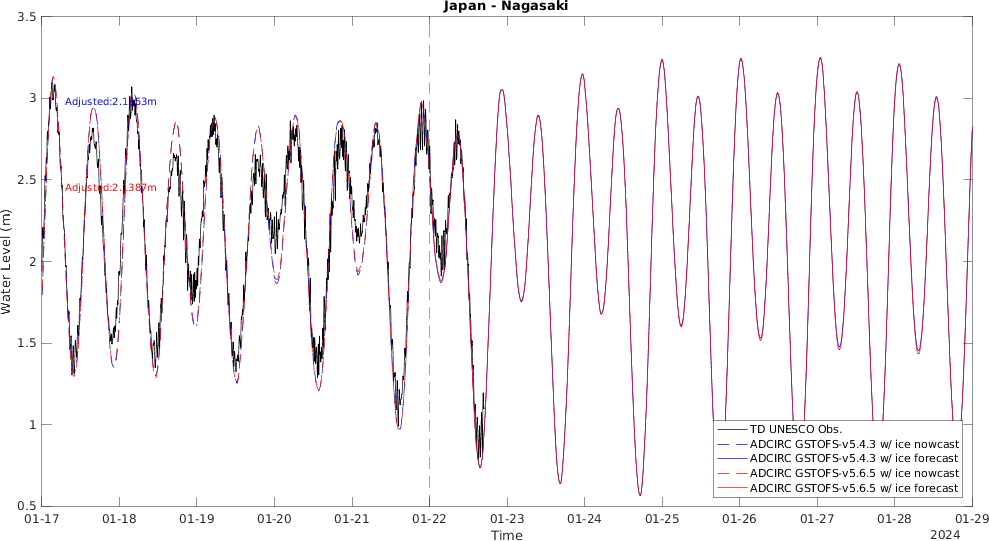 Japan - Nagasaki
3.5
3
2.5
2
1.5
1
0.5
Water Level (m)
Adjusted:2.1353m
Adjusted:2.1387m
TD UNESCO Obs.
ADCIRC GSTOFS-v5.4.3 w/ ice nowcast
ADCIRC GSTOFS-v5.4.3 w/ ice forecast
ADCIRC GSTOFS-v5.6.5 w/ ice nowcast
ADCIRC GSTOFS-v5.6.5 w/ ice forecast
01-17 01-18 01-19 01-20 01-21 01-22 01-23 01-24 01-25 01-26 01-27 01-28 01-29
Time
2024